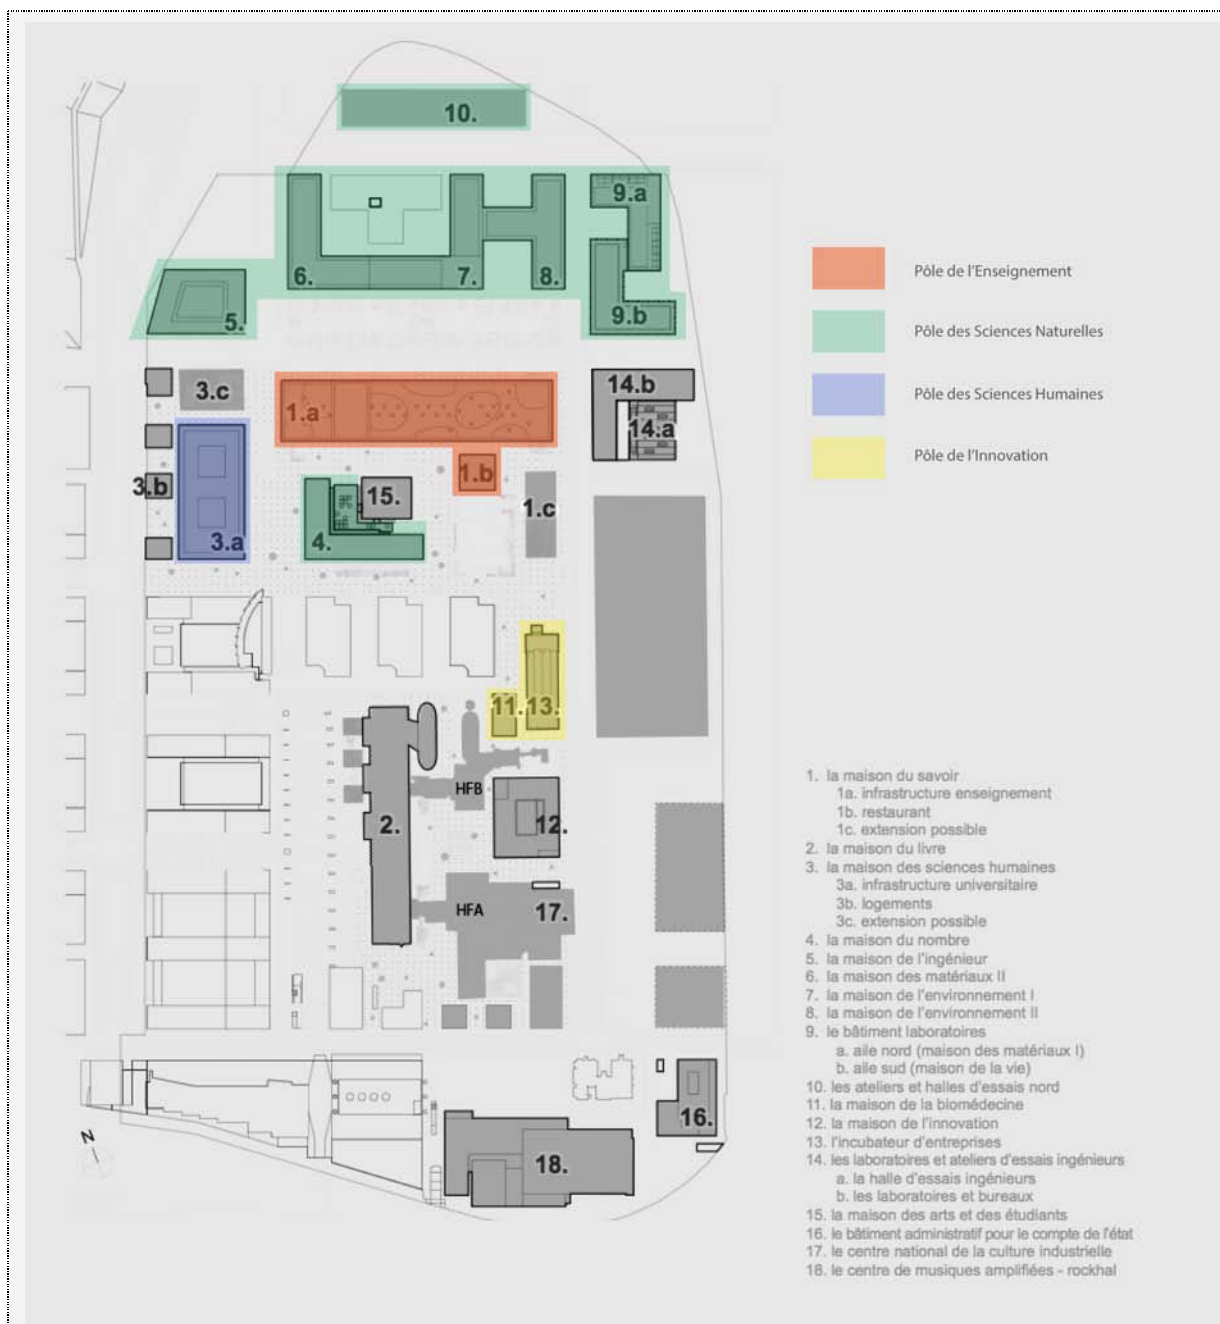 10.
9.a
6.
7.
8.
5.
9.b
3.c
1.a
14.b
14.a
3.b
15.
1.b
1.c
3.a
4.
11.
13.
HFB
2.
12.
HFA
17.
N
16.
18.
Pôle de l'Enseignement
Pôle des Sciences Naturelles
Pôle des Sciences Humaines
Pôle de l'Innovation
1. la maison du savoir
1a. infrastructure enseignement
1b. restaurant
1c. extension possible
2. la maison du livre
3. la maison des sciences humaines
3a. infrastructure universitaire
3b. logements
3c. extension possible
4. la maison du nombre
5. la maison de l'ingénieur
6. la maison des matériaux II
7. la maison de l'environnement I
8. la maison de l'environnement II
9. le bâtiment laboratoires
a. aile nord (maison des matériaux I)
b. aile sud (maison de la vie)
10. les ateliers et halles d'essais nord
11. la maison de la biomédecine
12. la maison de l'innovation
13. l'incubateur d'entreprises
14. les laboratoires et ateliers d'essais ingénieurs
a. la halle d'essais ingénieurs
b. les laboratoires et bureaux
15. la maison des arts et des étudiants
16. le bâtiment administratif pour le compte de l'état
17. le centre national de la culture industrielle
18. le centre de musiques amplifiées - rockhal